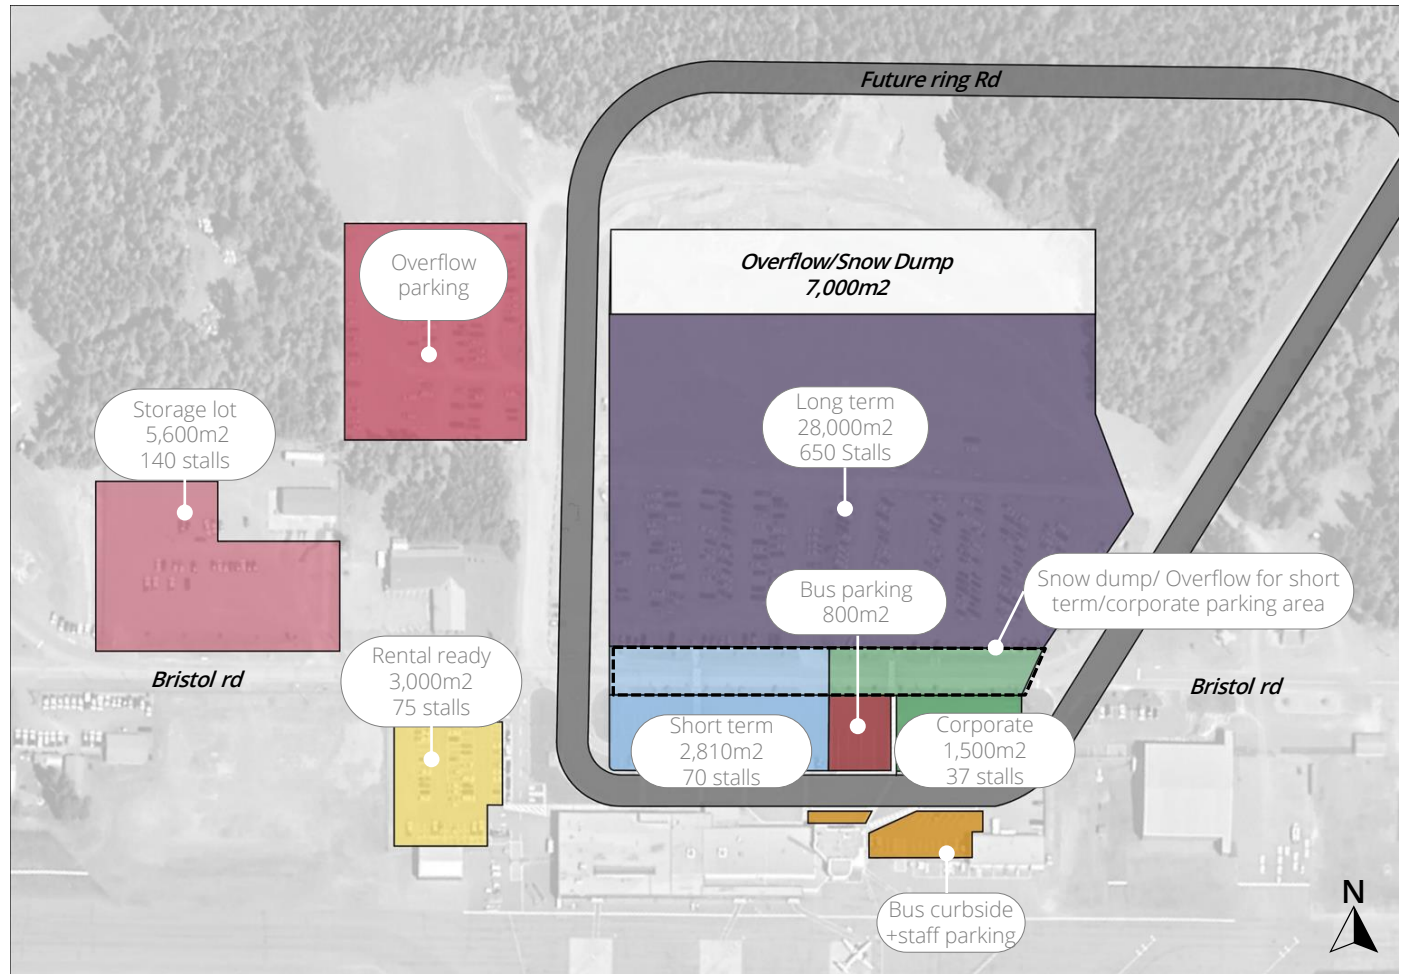 Future ring Rd
Overflow
parking
Overflow/Snow Dump
7,000m2
Storage lot
5,600m2
140 stalls
Long term
28,000m2
650 Stalls
Bus parking
800m2
Snow dump/ Overflow for short
term/corporate parking area
Rental ready
3,000m2
75 stalls
Bristol rd
Bristol rd
Short term
2,810m2
70 stalls
Corporate
1,500m2
37 stalls
Bus curbside
+staff parking
N